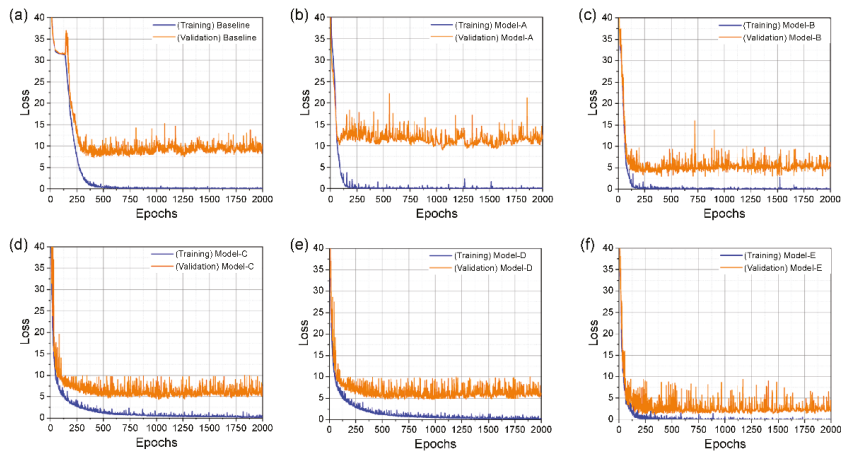 (a)
(Training) Baseline
(Validation) Baseline
40
35
30
25
20
15
10
5
0
Loss
0 250 500 750 1000 1250 1500 1750 2000
Epochs
(b)
(Training) Model-A
(Validation) Model-A
40
35
30
25
20
15
10
5
0
Loss
0 250 500 750 1000 1250 1500 1750 2000
Epochs
(c)
(Training) Model-B
(Validation) Model-B
40
35
30
25
20
15
10
5
0
Loss
0 250 500 750 1000 1250 1500 1750 2000
Epochs
(d)
(Training) Model-C
(Validation) Model-C
40
35
30
25
20
15
10
5
0
Loss
0 250 500 750 1000 1250 1500 1750 2000
Epochs
(e)
(Training) Model-D
(Validation) Model-D
40
35
30
25
20
15
10
5
0
Loss
0 250 500 750 1000 1250 1500 1750 2000
Epochs
(f)
(Training) Model-E
(Validation) Model-E
40
35
30
25
20
15
10
5
0
Loss
0 250 500 750 1000 1250 1500 1750 2000
Epochs